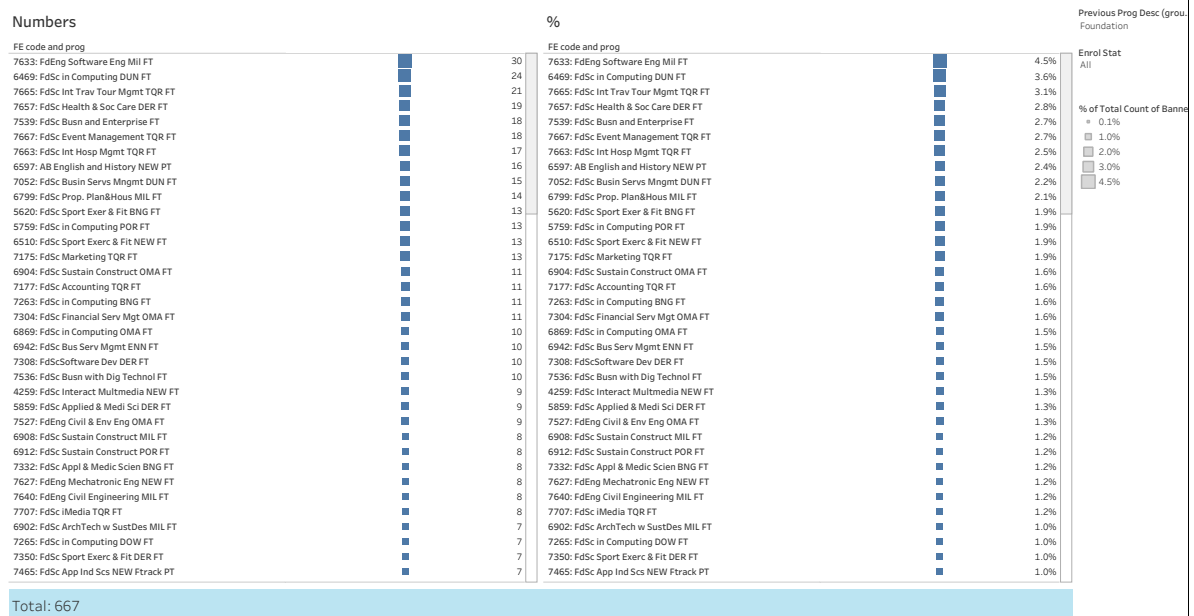 Numbers
FE code and prog
7633: FdEng Software Eng Mil FT 30
6469: FdSc in Computing DUN FT 24
7665: FdSc Int Trav Tour Mgmt TQR FT 21
7657: FdSc Health & Soc Care DER FT 19
7539: FdSc Busn and Enterprise FT 18
7667: FdSc Event Management TQR FT 18
7663: FdSc Int Hosp Mgmt TQR FT 17
6597: AB English and History NEW PT 16
7052: FdSc Busin Servs Mngmt DUN FT 15
6799: FdSc Prop. Plan&Hous MIL FT 14
5620: FdSc Sport Exer & Fit BNG FT 13
5759: FdSc in Computing POR FT 13
6510: FdSc Sport Exerc & Fit NEW FT 13
7175: FdSc Marketing TQR FT 13
6904: FdSc Sustain Construct OMA FT 11
7177: FdSc Accounting TQR FT 11
7263: FdSc in Computing BNG FT 11
7304: FdSc Financial Serv Mgt OMA FT 11
6869: FdSc in Computing OMA FT 10
6942: FdSc Bus Serv Mgmt ENN FT 10
7308: FdScSoftware Dev DER FT 10
7536: FdSc Busn with Dig Technol FT 10
4259: FdSc Interact Multmedia NEW FT 9
5859: FdSc Applied & Medi Sci DER FT 9
7527: FdEng Civil & Env Eng OMA FT 9
6908: FdSc Sustain Construct MIL FT 8
6912: FdSc Sustain Construct POR FT 8
7332: FdSc Appl & Medic Scien BNG FT 8
7627: FdEng Mechatronic Eng NEW FT 8
7640: FdEng Civil Engineering MIL FT 8
7707: FdSc iMedia TQR FT 8
6902: FdSc ArchTech w SustDes MIL FT 7
7265: FdSc in Computing DOW FT 7
7350: FdSc Sport Exerc & Fit DER FT 7
7465: FdSc App Ind Scs NEW Ftrack PT 7
%
FE code and prog
7633: FdEng Software Eng Mil FT 4.5%
6469: FdSc in Computing DUN FT 3.6%
7665: FdSc Int Trav Tour Mgmt TQR FT 3.1%
7657: FdSc Health & Soc Care DER FT 2.8%
7539: FdSc Busn and Enterprise FT 2.7%
7667: FdSc Event Management TQR FT 2.7%
7663: FdSc Int Hosp Mgmt TQR FT 2.5%
6597: AB English and History NEW PT 2.4%
7052: FdSc Busin Servs Mngmt DUN FT 2.2%
6799: FdSc Prop. Plan&Hous MIL FT 2.1%
5620: FdSc Sport Exer & Fit BNG FT 1.9%
5759: FdSc in Computing POR FT 1.9%
6510: FdSc Sport Exerc & Fit NEW FT 1.9%
7175: FdSc Marketing TQR FT 1.9%
6904: FdSc Sustain Construct OMA FT 1.6%
7177: FdSc Accounting TQR FT 1.6%
7263: FdSc in Computing BNG FT 1.6%
7304: FdSc Financial Serv Mgt OMA FT 1.6%
6869: FdSc in Computing OMA FT 1.5%
6942: FdSc Bus Serv Mgmt ENN FT 1.5%
7308: FdScSoftware Dev DER FT 1.5%
7536: FdSc Busn with Dig Technol FT 1.5%
4259: FdSc Interact Multmedia NEW FT 1.3%
5859: FdSc Applied & Medi Sci DER FT 1.3%
7527: FdEng Civil & Env Eng OMA FT 1.3%
6908: FdSc Sustain Construct MIL FT 1.2%
6912: FdSc Sustain Construct POR FT 1.2%
7332: FdSc Appl & Medic Scien BNG FT 1.2%
7627: FdEng Mechatronic Eng NEW FT 1.2%
7640: FdEng Civil Engineering MIL FT 1.2%
7707: FdSc iMedia TQR FT 1.2%
6902: FdSc ArchTech w SustDes MIL FT 1.0%
7265: FdSc in Computing DOW FT 1.0%
7350: FdSc Sport Exerc & Fit DER FT 1.0%
7465: FdSc App Ind Scs NEW Ftrack PT 1.0%
Previous Prog Desc (grou.
Foundation
Enrol Stat
All
% of Total Count of Banne
0.1%
1.0%
2.0%
3.0%
4.5%
Total: 667